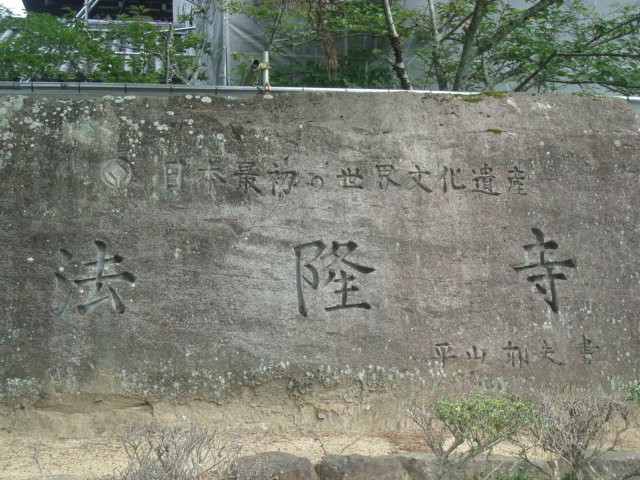 日本最初の世界文化遺産
法隆寺
平山郁夫書